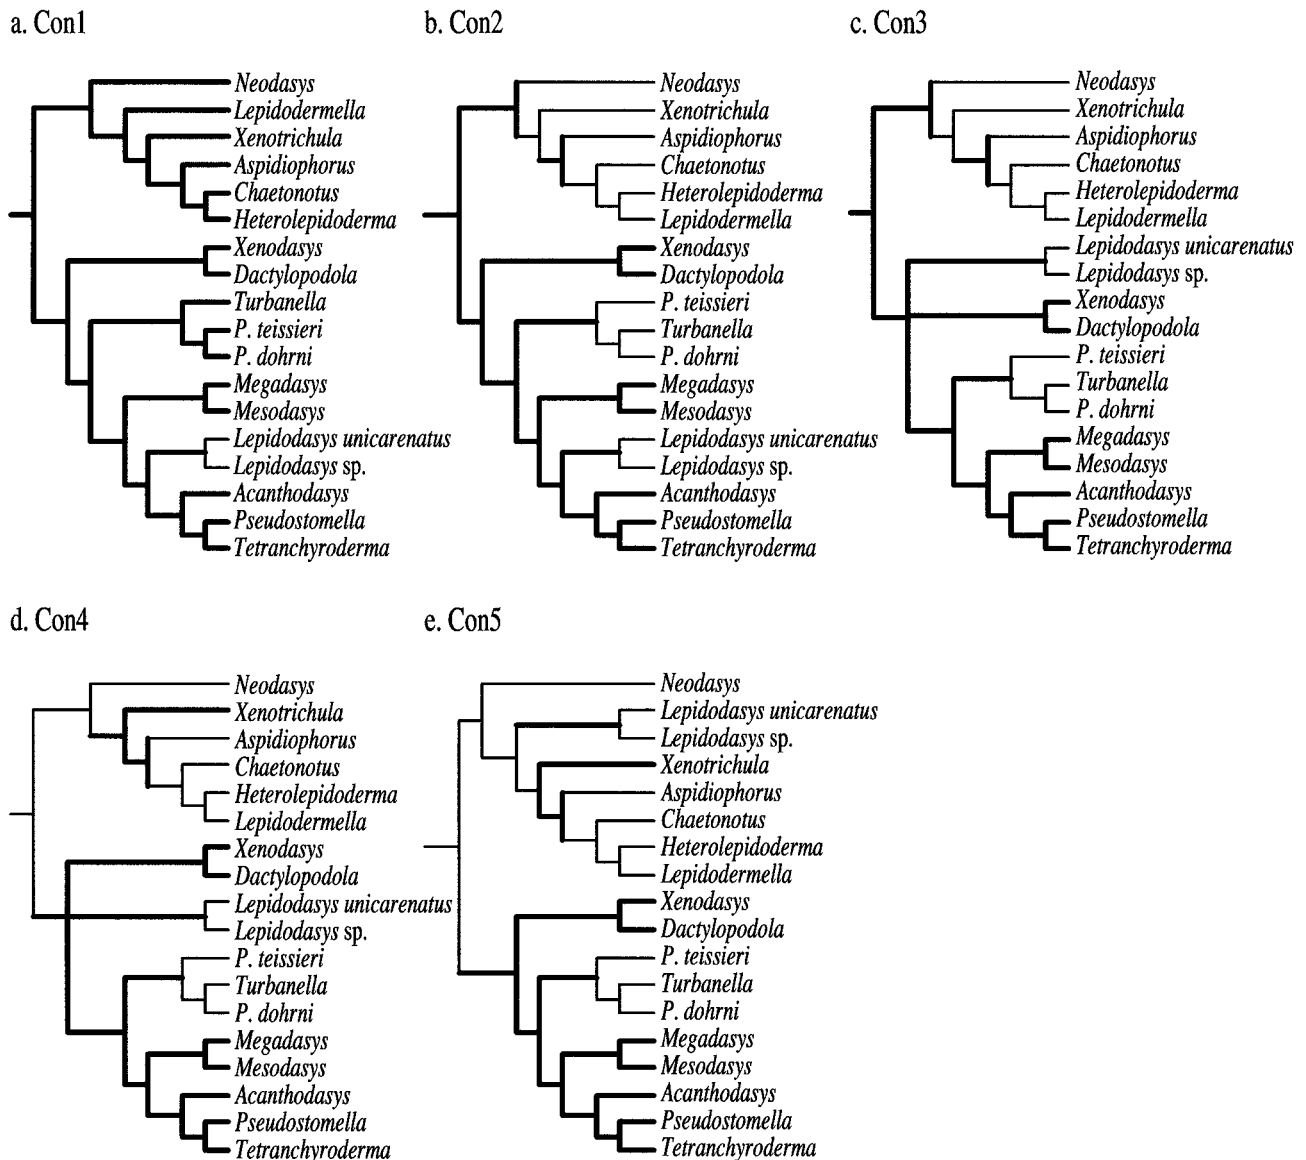 a. Con1
Neodasys
Lepidodermella
Xenotrichula
Aspidiophorus
Chaetonotus
Heterolepidoderma
Xenodasys
Dactylopodola
Turbanella
P. teissieri
P. dohrni
Megadasys
Mesodasys
Lepidodasys unicarenatus
Lepidodasys sp.
Acanthodasys
Pseudostomella
Tetranchyroderma
b. Con2
Neodasys
Xenotrichula
Aspidiophorus
Chaetonotus
Heterolepidoderma
Lepidodermella
Xenodasys
Dactylopodola
P. teissieri
Turbanella
P. dohrni
Megadasys
Mesodasys
Lepidodasys unicarenatus
Lepidodasys sp.
Acanthodasys
Pseudostomella
Tetranchyroderma
c. Con3
Neodasys
Xenotrichula
Aspidiophorus
Chaetonotus
Heterolepidoderma
Lepidodermella
Lepidodasys unicarenatus
Lepidodasys sp.
Xenodasys
Dactylopodola
P. teissieri
Turbanella
P. dohrni
Megadasys
Mesodasys
Acanthodasys
Pseudostomella
Tetranchyroderma
d. Con4
Neodasys
Xenotrichula
Aspidiophorus
Chaetonotus
Heterolepidoderma
Lepidodermella
Xenodasys
Dactylopodola
Lepidodasys unicarenatus
Lepidodasys sp.
P. teissieri
Turbanella
P. dohrni
Megadasys
Mesodasys
Acanthodasys
Pseudostomella
Tetranchyroderma
e. Con5
Neodasys
Lepidodasys unicarenatus
Lepidodasys sp.
Xenotrichula
Aspidiophorus
Chaetonotus
Heterolepidoderma
Lepidodermella
Xenodasys
Dactylopodola
P. teissieri
Turbanella
P. dohrni
Megadasys
Mesodasys
Acanthodasys
Pseudostomella
Tetranchyroderma